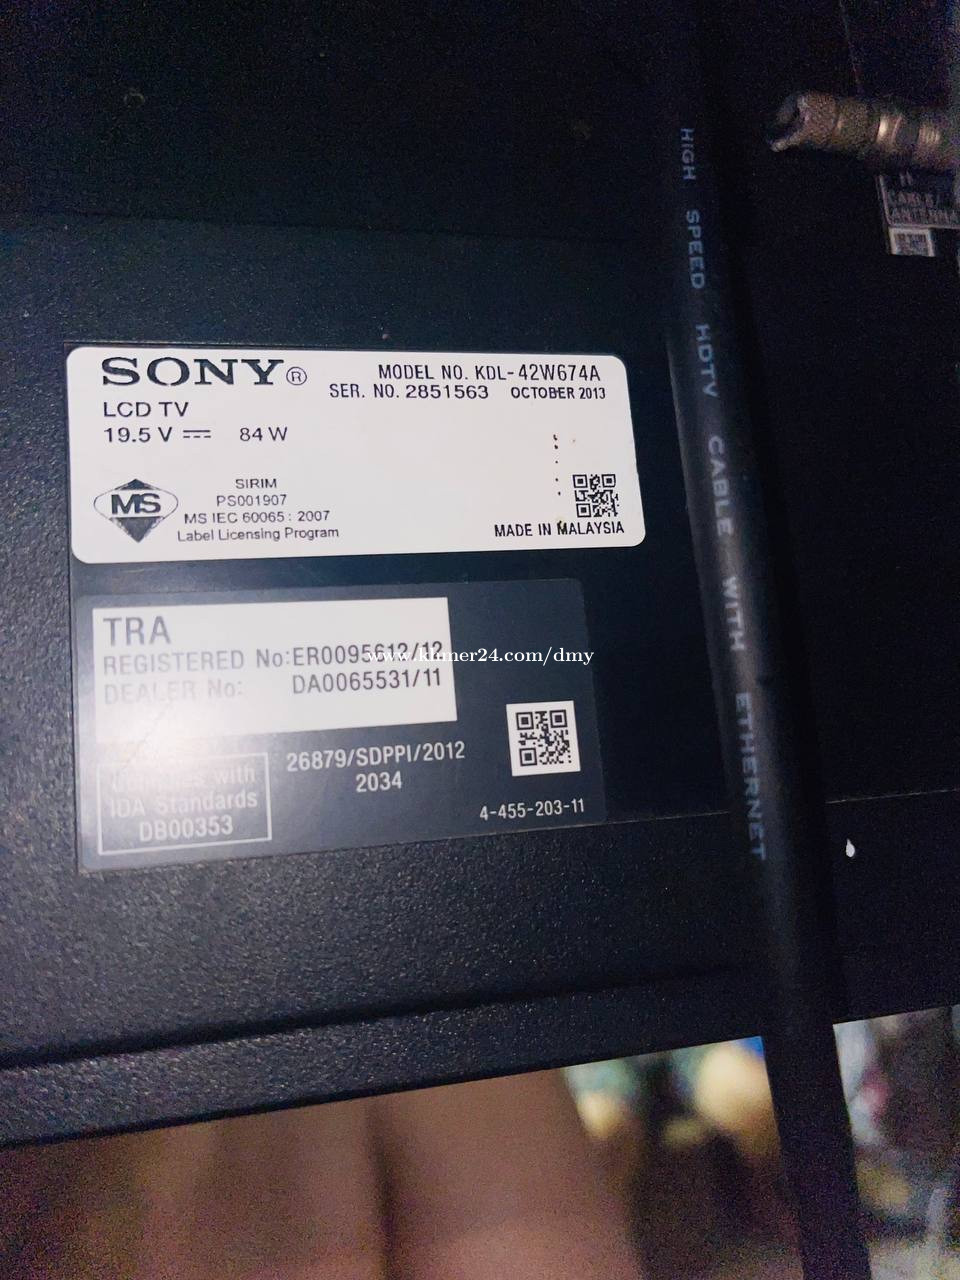 HIGH SPEED HDTV CABLE WITH ETHERNET
CABLE/
ANTENNA
SONY®
MODEL NO. KDL-42W674A
SER. NO. 2851563 OCTOBER 2013
LCD TV
19.5 V ⎓ 84 W
MS
SIRIM
PS001907
MS IEC 60065 : 2007
Label Licensing Program
MADE IN MALAYSIA
TRA
REGISTERED No:ER0095612/12
DEALER No: DA0065531/11
www.khmer24.com/dmy
26879/SDPPI/2012
2034
Complies with
IDA Standards
DB00353
4-455-203-11